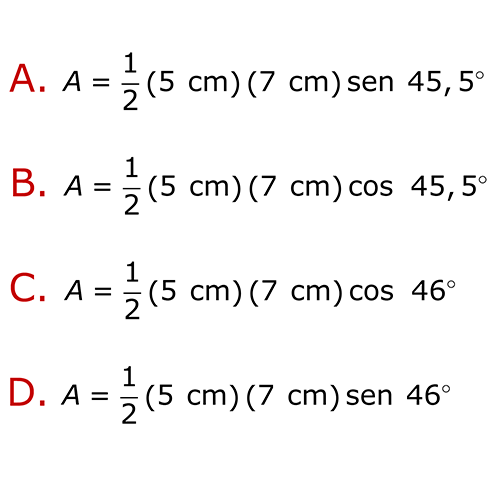 A. A = 1/2 (5 cm) (7 cm) sen 45, 5°
B. A = 1/2 (5 cm) (7 cm) cos 45, 5°
C. A = 1/2 (5 cm) (7 cm) cos 46°
D. A = 1/2 (5 cm) (7 cm) sen 46°